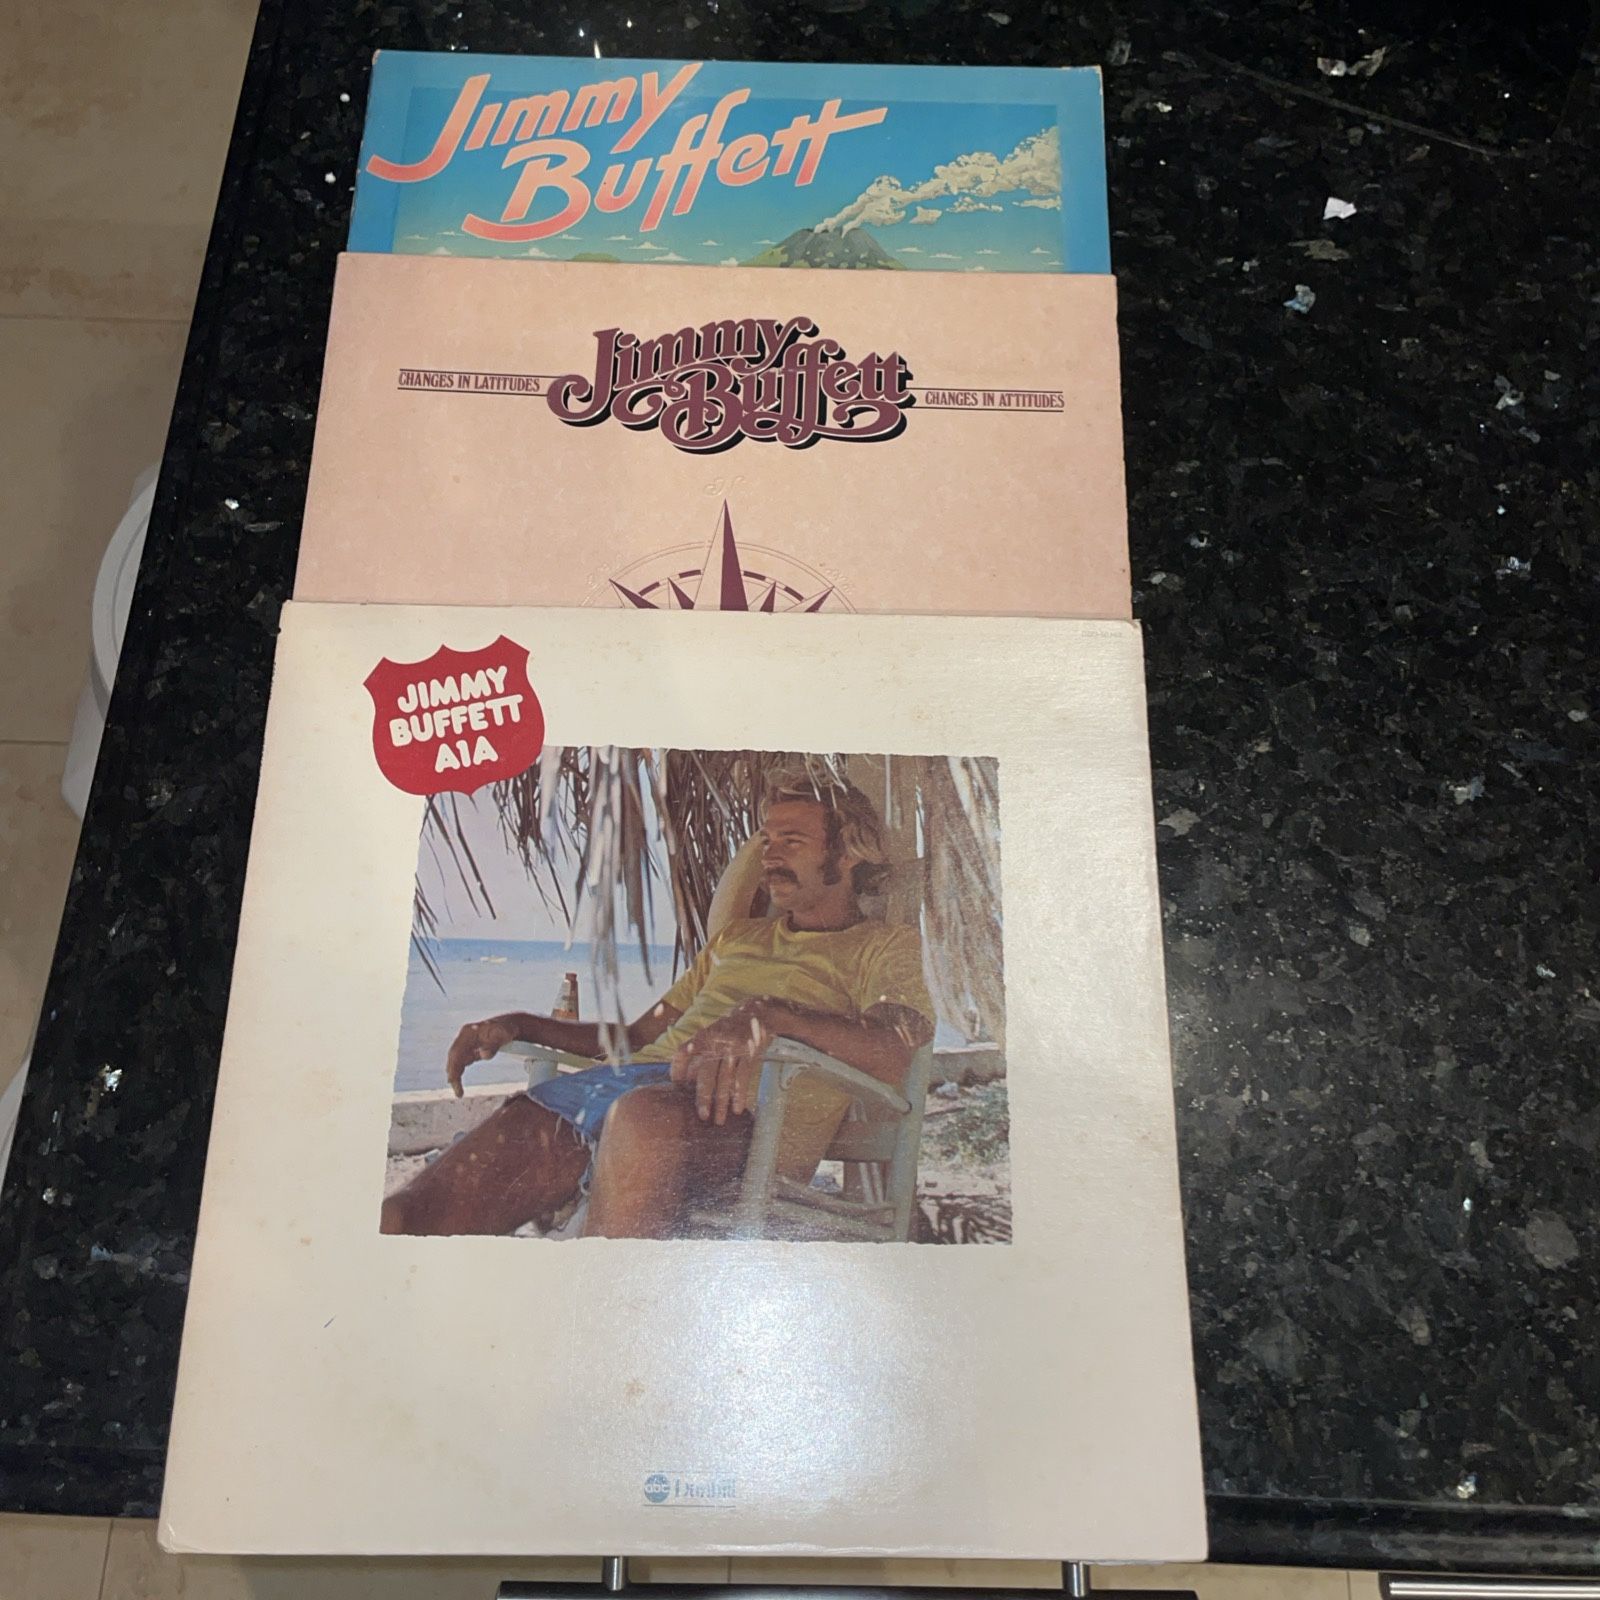 Jimmy
Buffett
CHANGES IN LATITUDES
Jimmy
Buffett
CHANGES IN ATTITUDES
JIMMY
BUFFETT
A1A
abc Dunhill